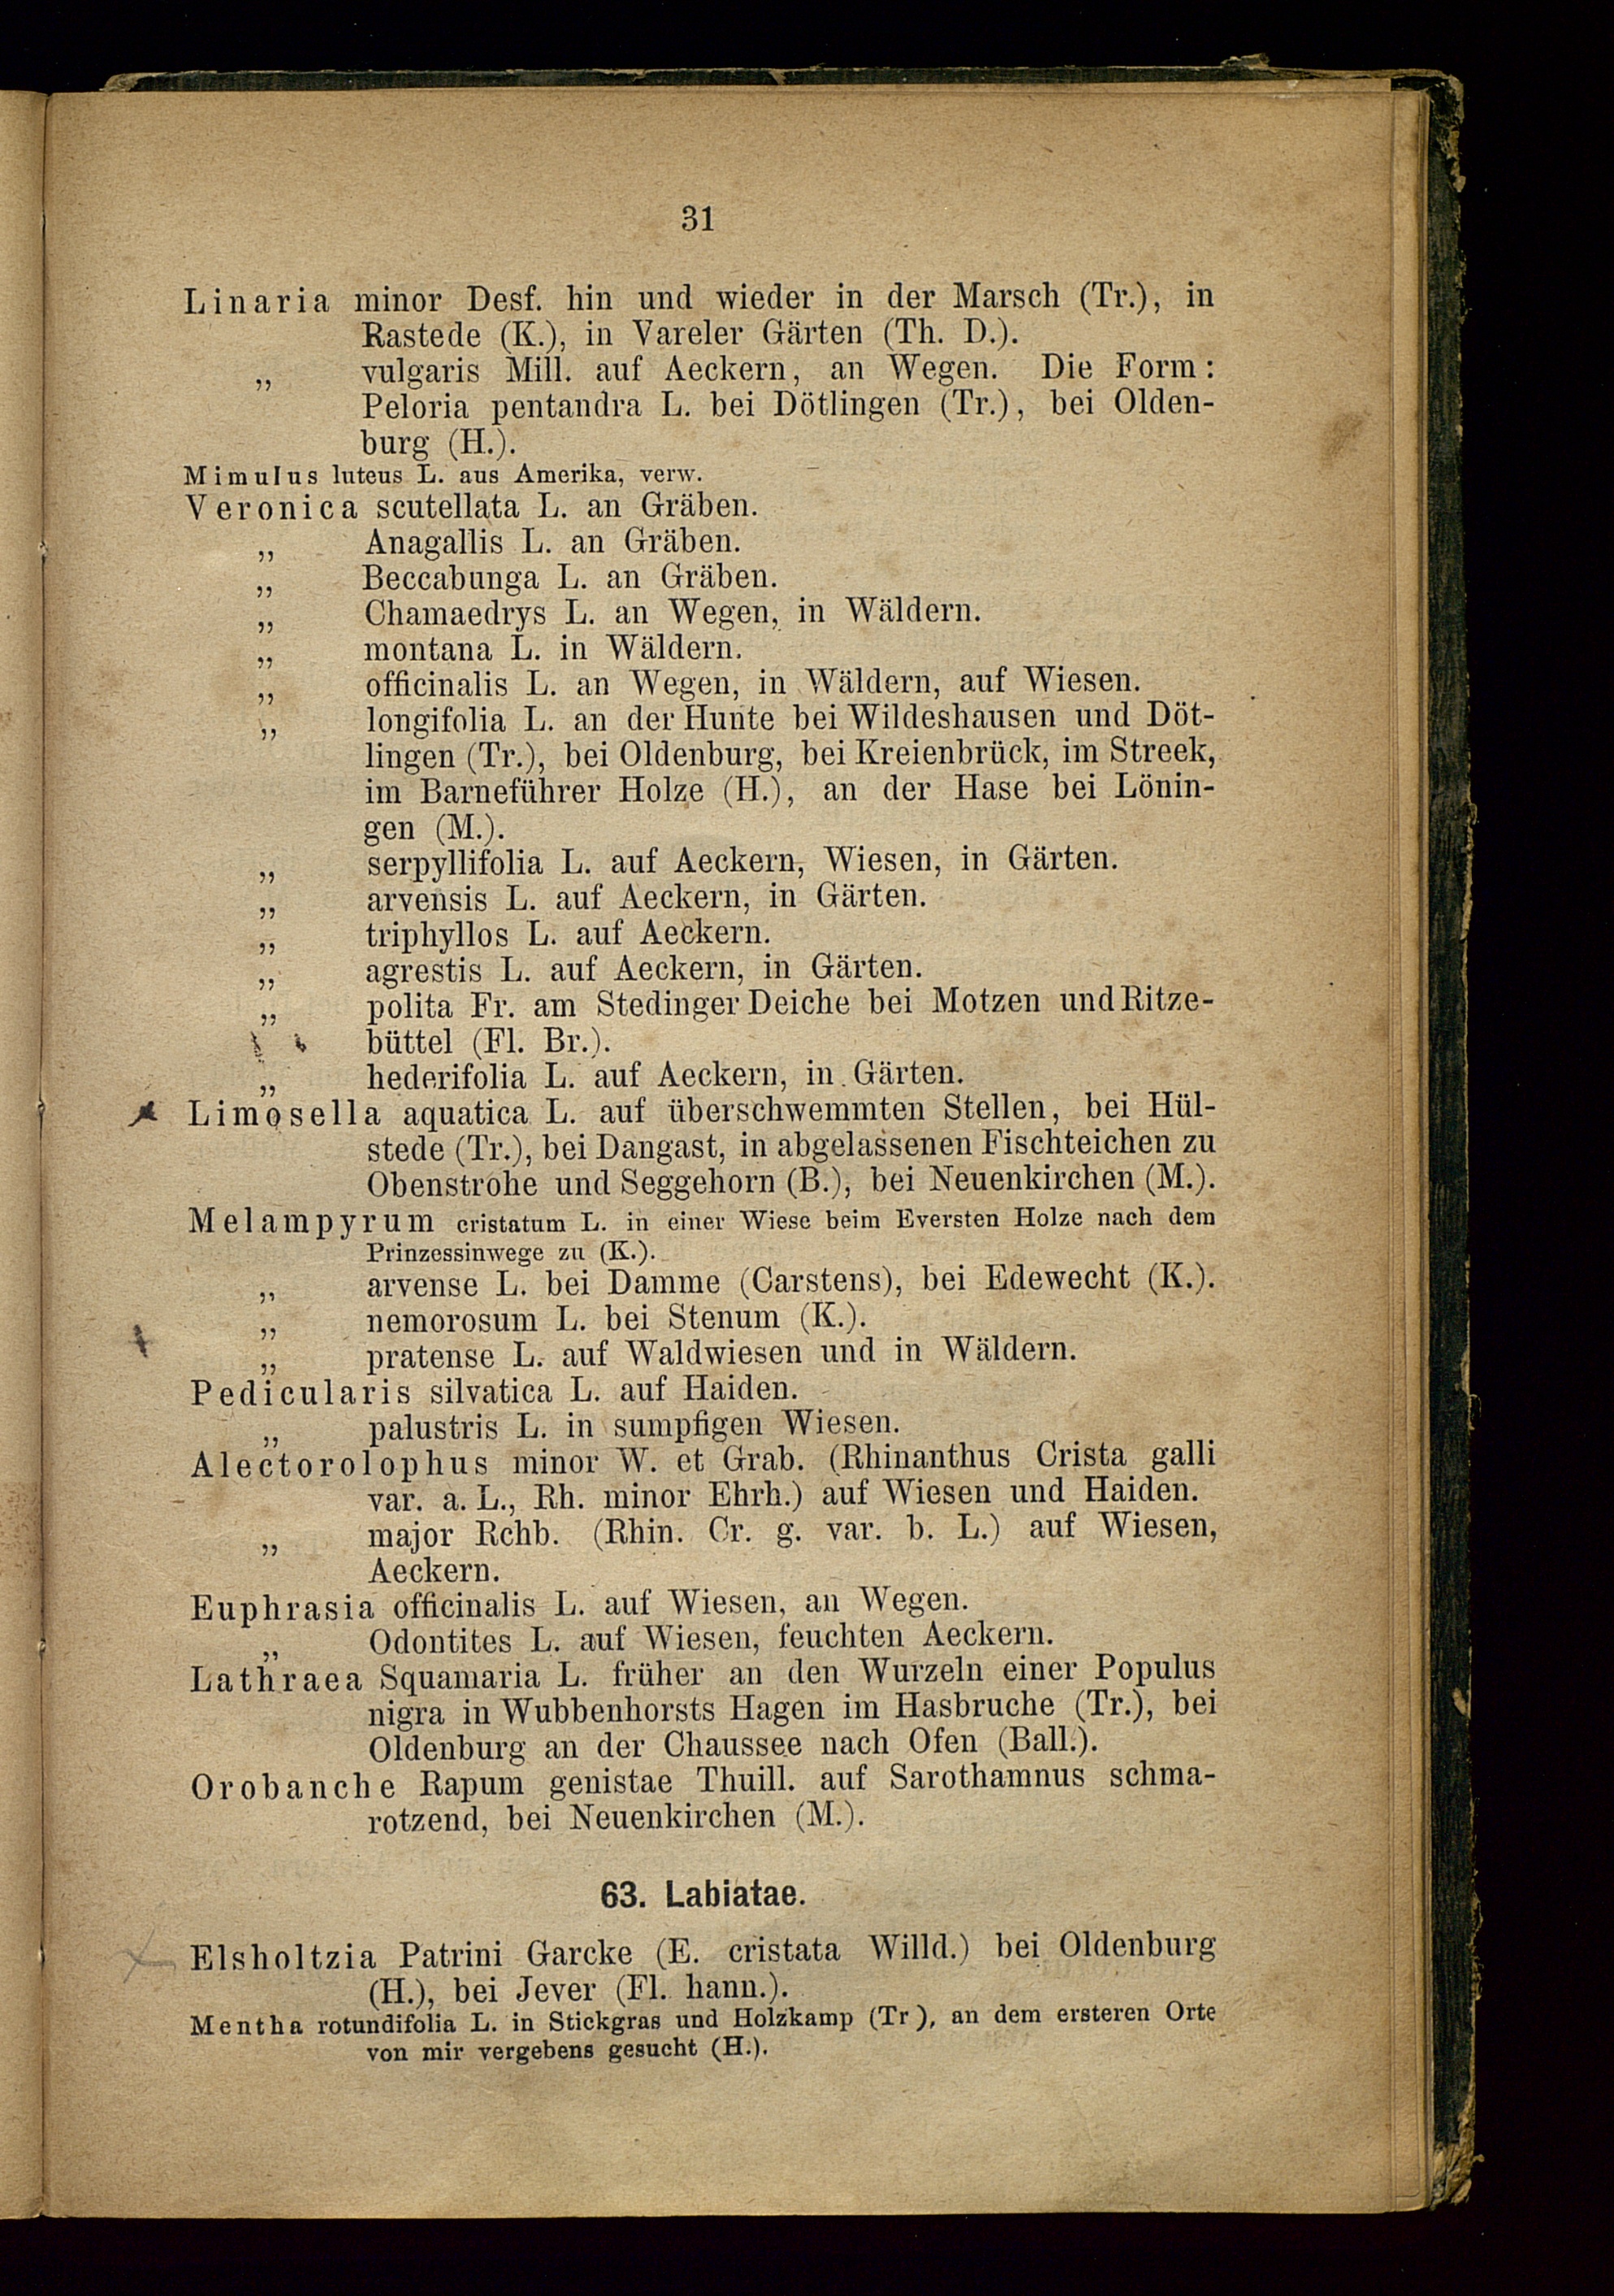 31
Linaria minor Desf. hin und wieder in der Marsch (Tr.), in
Rastede (K.), in Vareler Gärten (Th. D.).
„ vulgaris Mill. auf Aeckern, an Wegen. Die Form:
Peloria pentandra L. bei Dötlingen (Tr.), bei Olden-
burg (H.).
Mimulus luteus L. aus Amerika, verw.
Veronica scutellata L. an Gräben.
„ Anagallis L. an Gräben.
„ Beccabunga L. an Gräben.
„ Chamaedrys L. an Wegen, in Wäldern.
„ montana L. in Wäldern.
„ officinalis L. an Wegen, in Wäldern, auf Wiesen.
„ longifolia L. an der Hunte bei Wildeshausen und Döt-
lingen (Tr.), bei Oldenburg, bei Kreienbrück, im Streek,
im Barneführer Holze (H.), an der Hase bei Lönin-
gen (M.).
„ serpyllifolia L. auf Aeckern, Wiesen, in Gärten.
„ arvensis L. auf Aeckern, in Gärten.
„ triphyllos L. auf Aeckern.
„ agrestis L. auf Aeckern, in Gärten.
„ polita Fr. am Stedinger Deiche bei Motzen und Ritze-
büttel (Fl. Br.).
„ hederifolia L. auf Aeckern, in Gärten.
Limosella aquatica L. auf überschwemmten Stellen, bei Hül-
stede (Tr.), bei Dangast, in abgelassenen Fischteichen zu
Obenstrohe und Seggehorn (B.), bei Neuenkirchen (M.).
Melampyrum cristatum L. in einer Wiese beim Eversten Holze nach dem
Prinzessinwege zu (K.).
„ arvense L. bei Damme (Carstens), bei Edewecht (K.).
„ nemorosum L. bei Stenum (K.).
„ pratense L. auf Waldwiesen und in Wäldern.
Pedicularis silvatica L. auf Haiden.
„ palustris L. in sumpfigen Wiesen.
Alectorolophus minor W. et Grab. (Rhinanthus Crista galli
var. a. L., Rh. minor Ehrh.) auf Wiesen und Haiden.
„ major Rchb. (Rhin. Cr. g. var. b. L.) auf Wiesen,
Aeckern.
Euphrasia officinalis L. auf Wiesen, an Wegen.
„ Odontites L. auf Wiesen, feuchten Aeckern.
Lathraea Squamaria L. früher an den Wurzeln einer Populus
nigra in Wubbenhorsts Hagen im Hasbruche (Tr.), bei
Oldenburg an der Chaussee nach Ofen (Ball.).
Orobanche Rapum genistae Thuill. auf Sarothamnus schma-
rotzend, bei Neuenkirchen (M.).
63. Labiatae.
Elsholtzia Patrini Garcke (E. cristata Willd.) bei Oldenburg
(H.), bei Jever (Fl. hann.).
Mentha rotundifolia L. in Stickgras und Holzkamp (Tr), an dem ersteren Orte
von mir vergebens gesucht (H.).